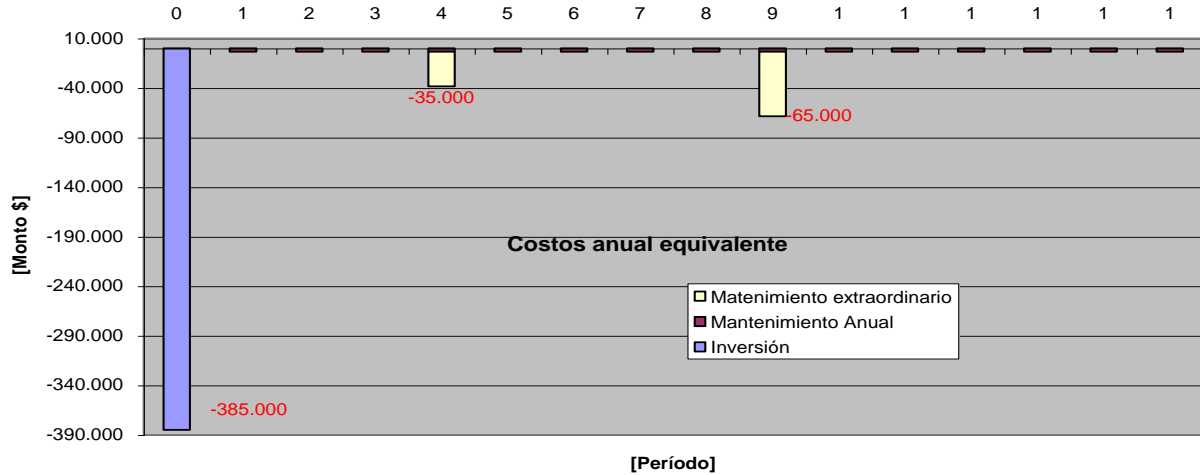 0 1 2 3 4 5 6 7 8 9 1 1 1 1 1 1
10.000
-40.000
-90.000
-140.000
-190.000
-240.000
-290.000
-340.000
-390.000
[Monto $]
-35.000
-65.000
Costos anual equivalente
Matenimiento extraordinario
Mantenimiento Anual
Inversión
-385.000
[Período]